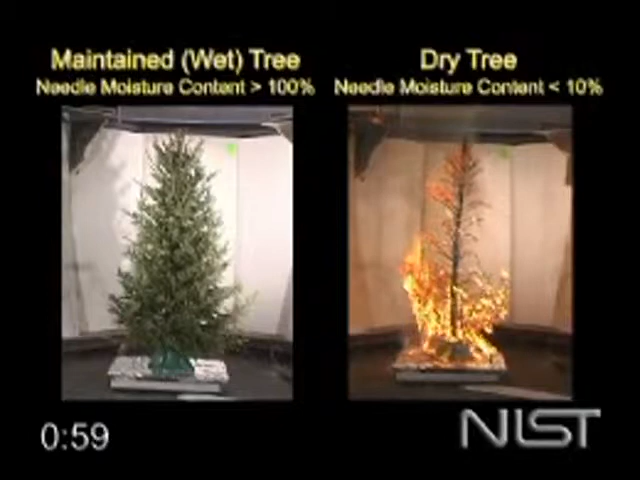 Maintained (Wet) Tree
Needle Moisture Content > 100%
Dry Tree
Needle Moisture Content < 10%
0:59
NIST